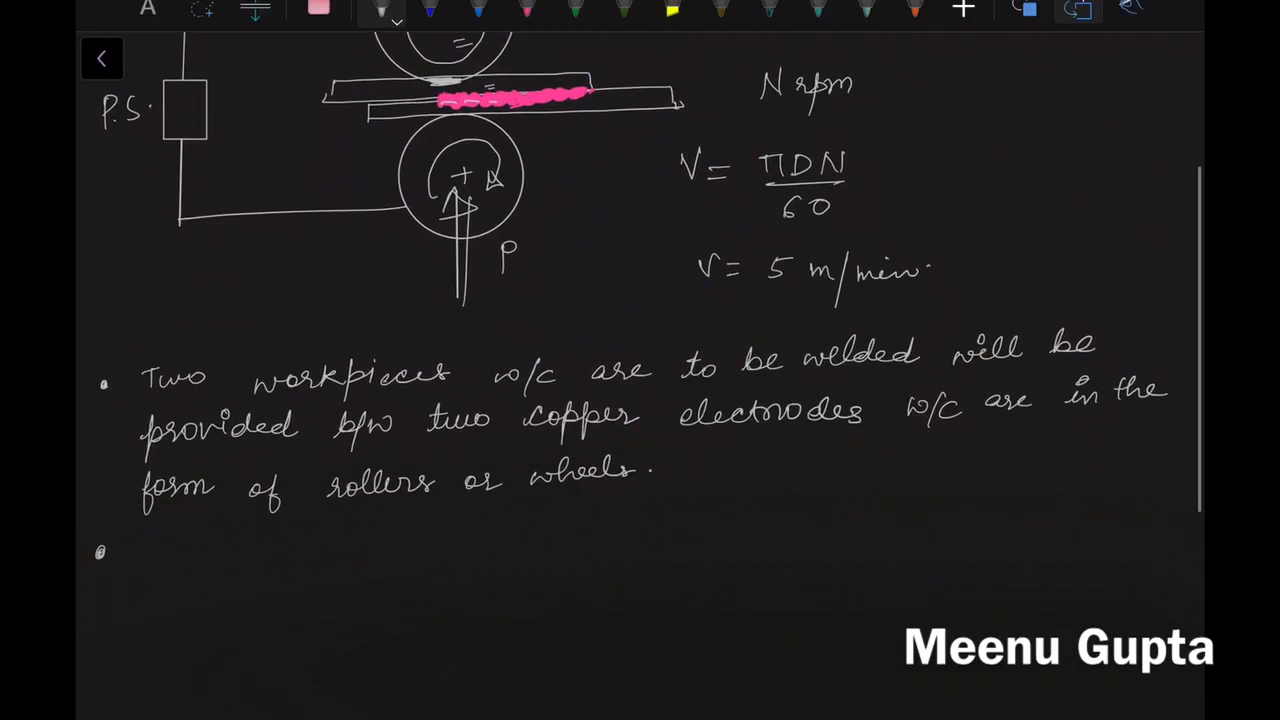 A
P.S.
N rpm
V = πDN
60
P
V = 5 m/min.
• Two workpieces w/c are to be welded will be
provided b/w two copper electrodes w/c are in the
form of rollers or wheels.
•
Meenu Gupta